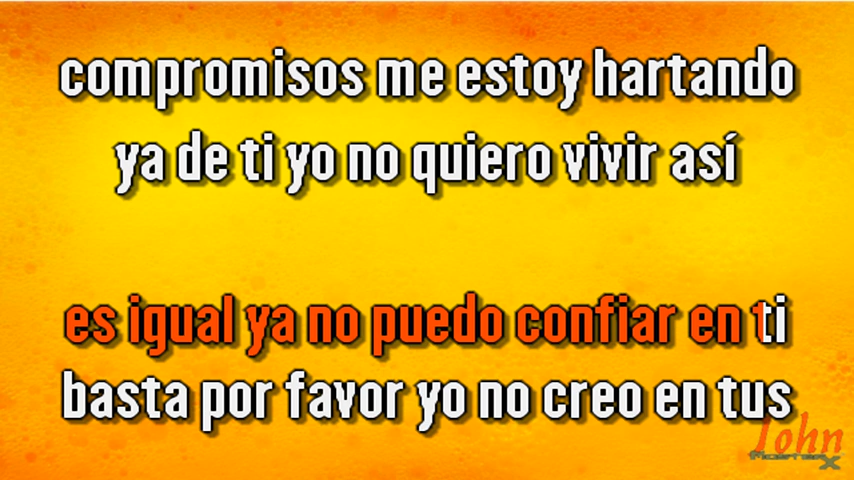 compromisos me estoy hartando
ya de ti yo no quiero vivir así
es igual ya no puedo confiar en ti
basta por favor yo no creo en tus
John